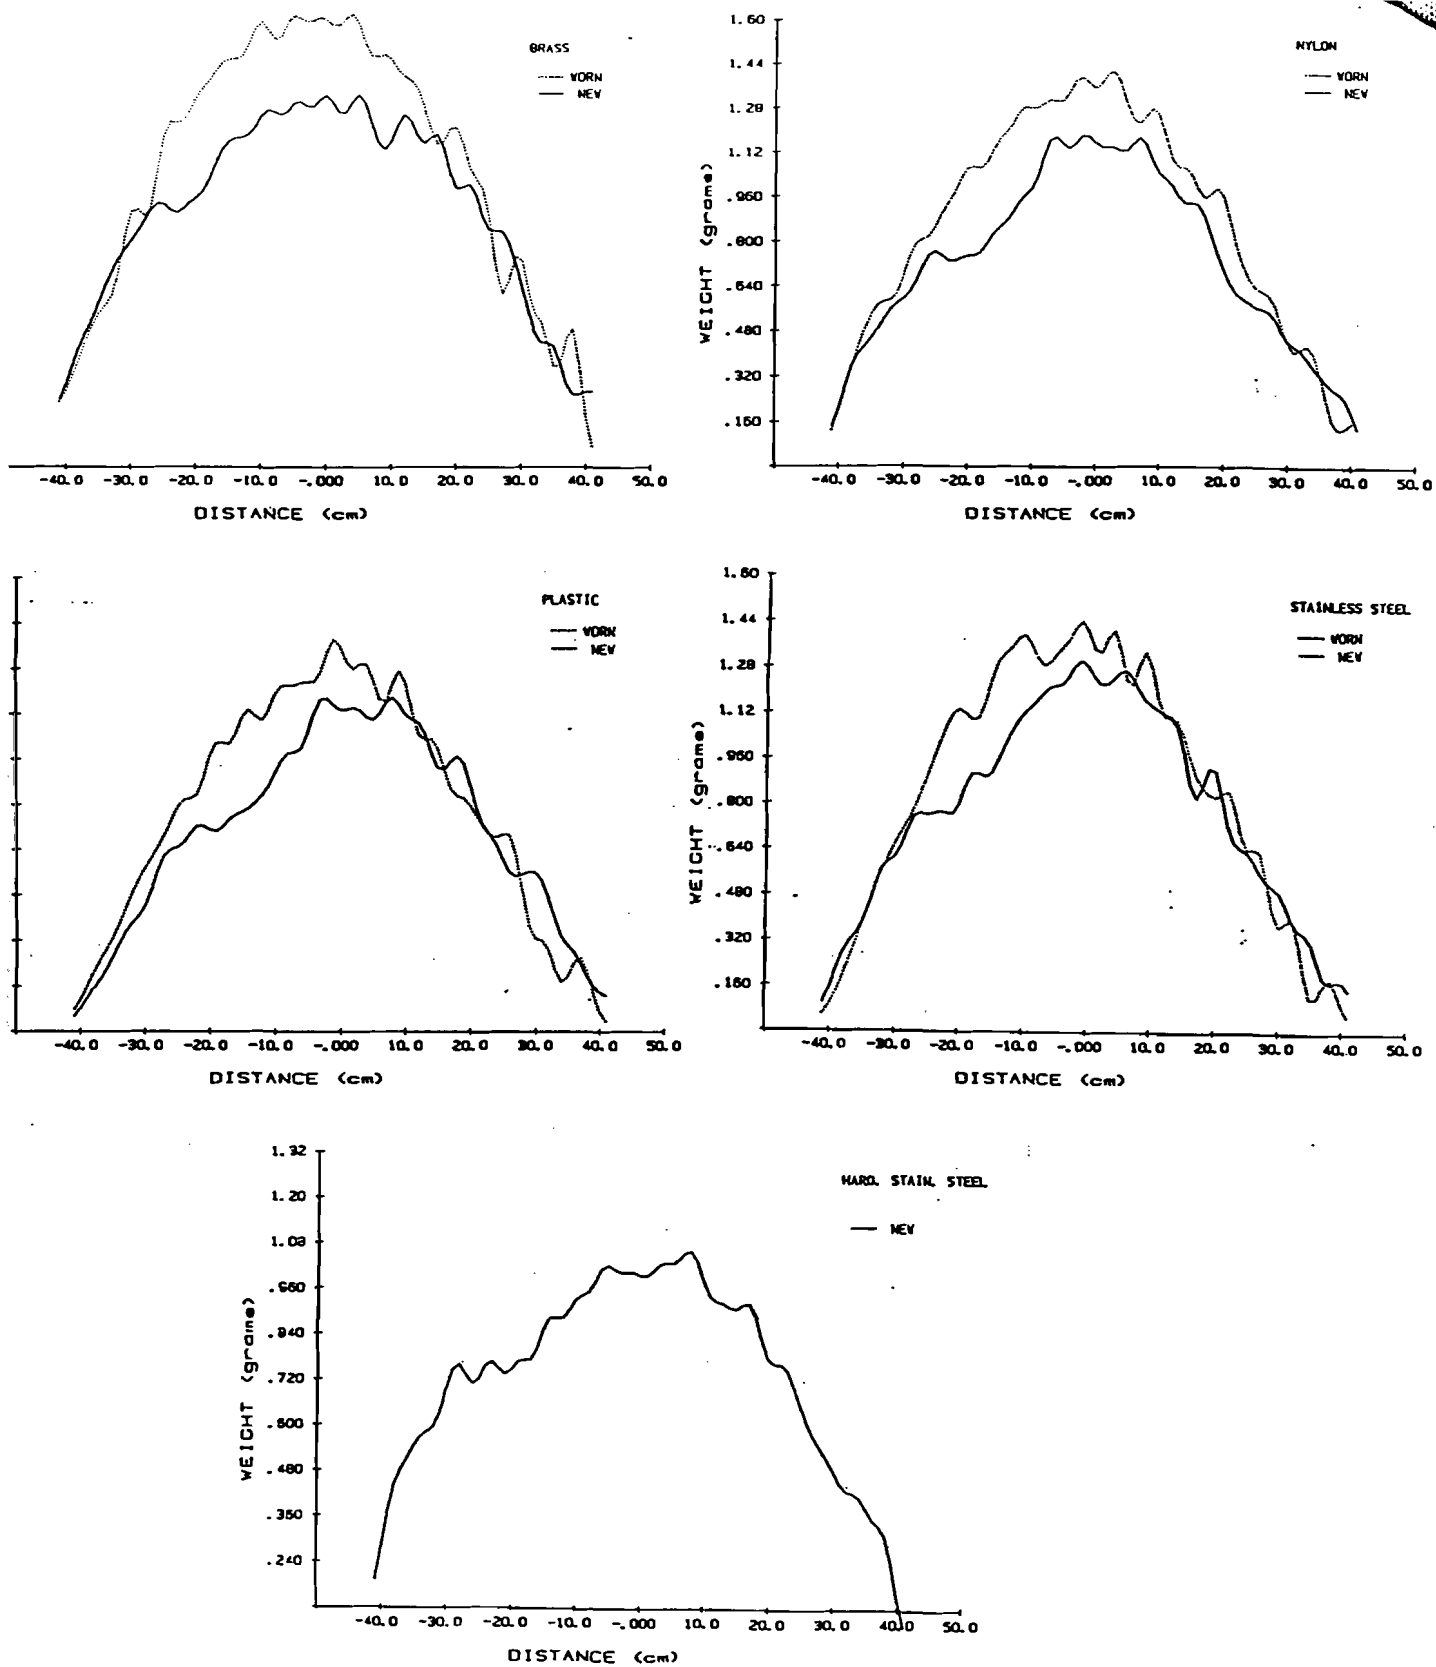 BRASS
WORN
NEW
-40.0 -30.0 -20.0 -10.0 -.000 10.0 20.0 30.0 40.0 50.0
DISTANCE (cm)
NYLON
WORN
NEW
1.60
1.44
1.28
1.12
.960
.800
.640
.480
.320
.160
WEIGHT (grams)
-40.0 -30.0 -20.0 -10.0 -.000 10.0 20.0 30.0 40.0 50.0
DISTANCE (cm)
PLASTIC
WORN
NEW
-40.0 -30.0 -20.0 -10.0 -.000 10.0 20.0 30.0 40.0 50.0
DISTANCE (cm)
STAINLESS STEEL
WORN
NEW
1.60
1.44
1.28
1.12
.960
.800
.640
.480
.320
.160
WEIGHT (grams)
-40.0 -30.0 -20.0 -10.0 -.000 10.0 20.0 30.0 40.0 50.0
DISTANCE (cm)
HARD. STAIN. STEEL
NEW
1.32
1.20
1.08
.960
.840
.720
.600
.480
.360
.240
WEIGHT (grams)
-40.0 -30.0 -20.0 -10.0 -.000 10.0 20.0 30.0 40.0 50.0
DISTANCE (cm)